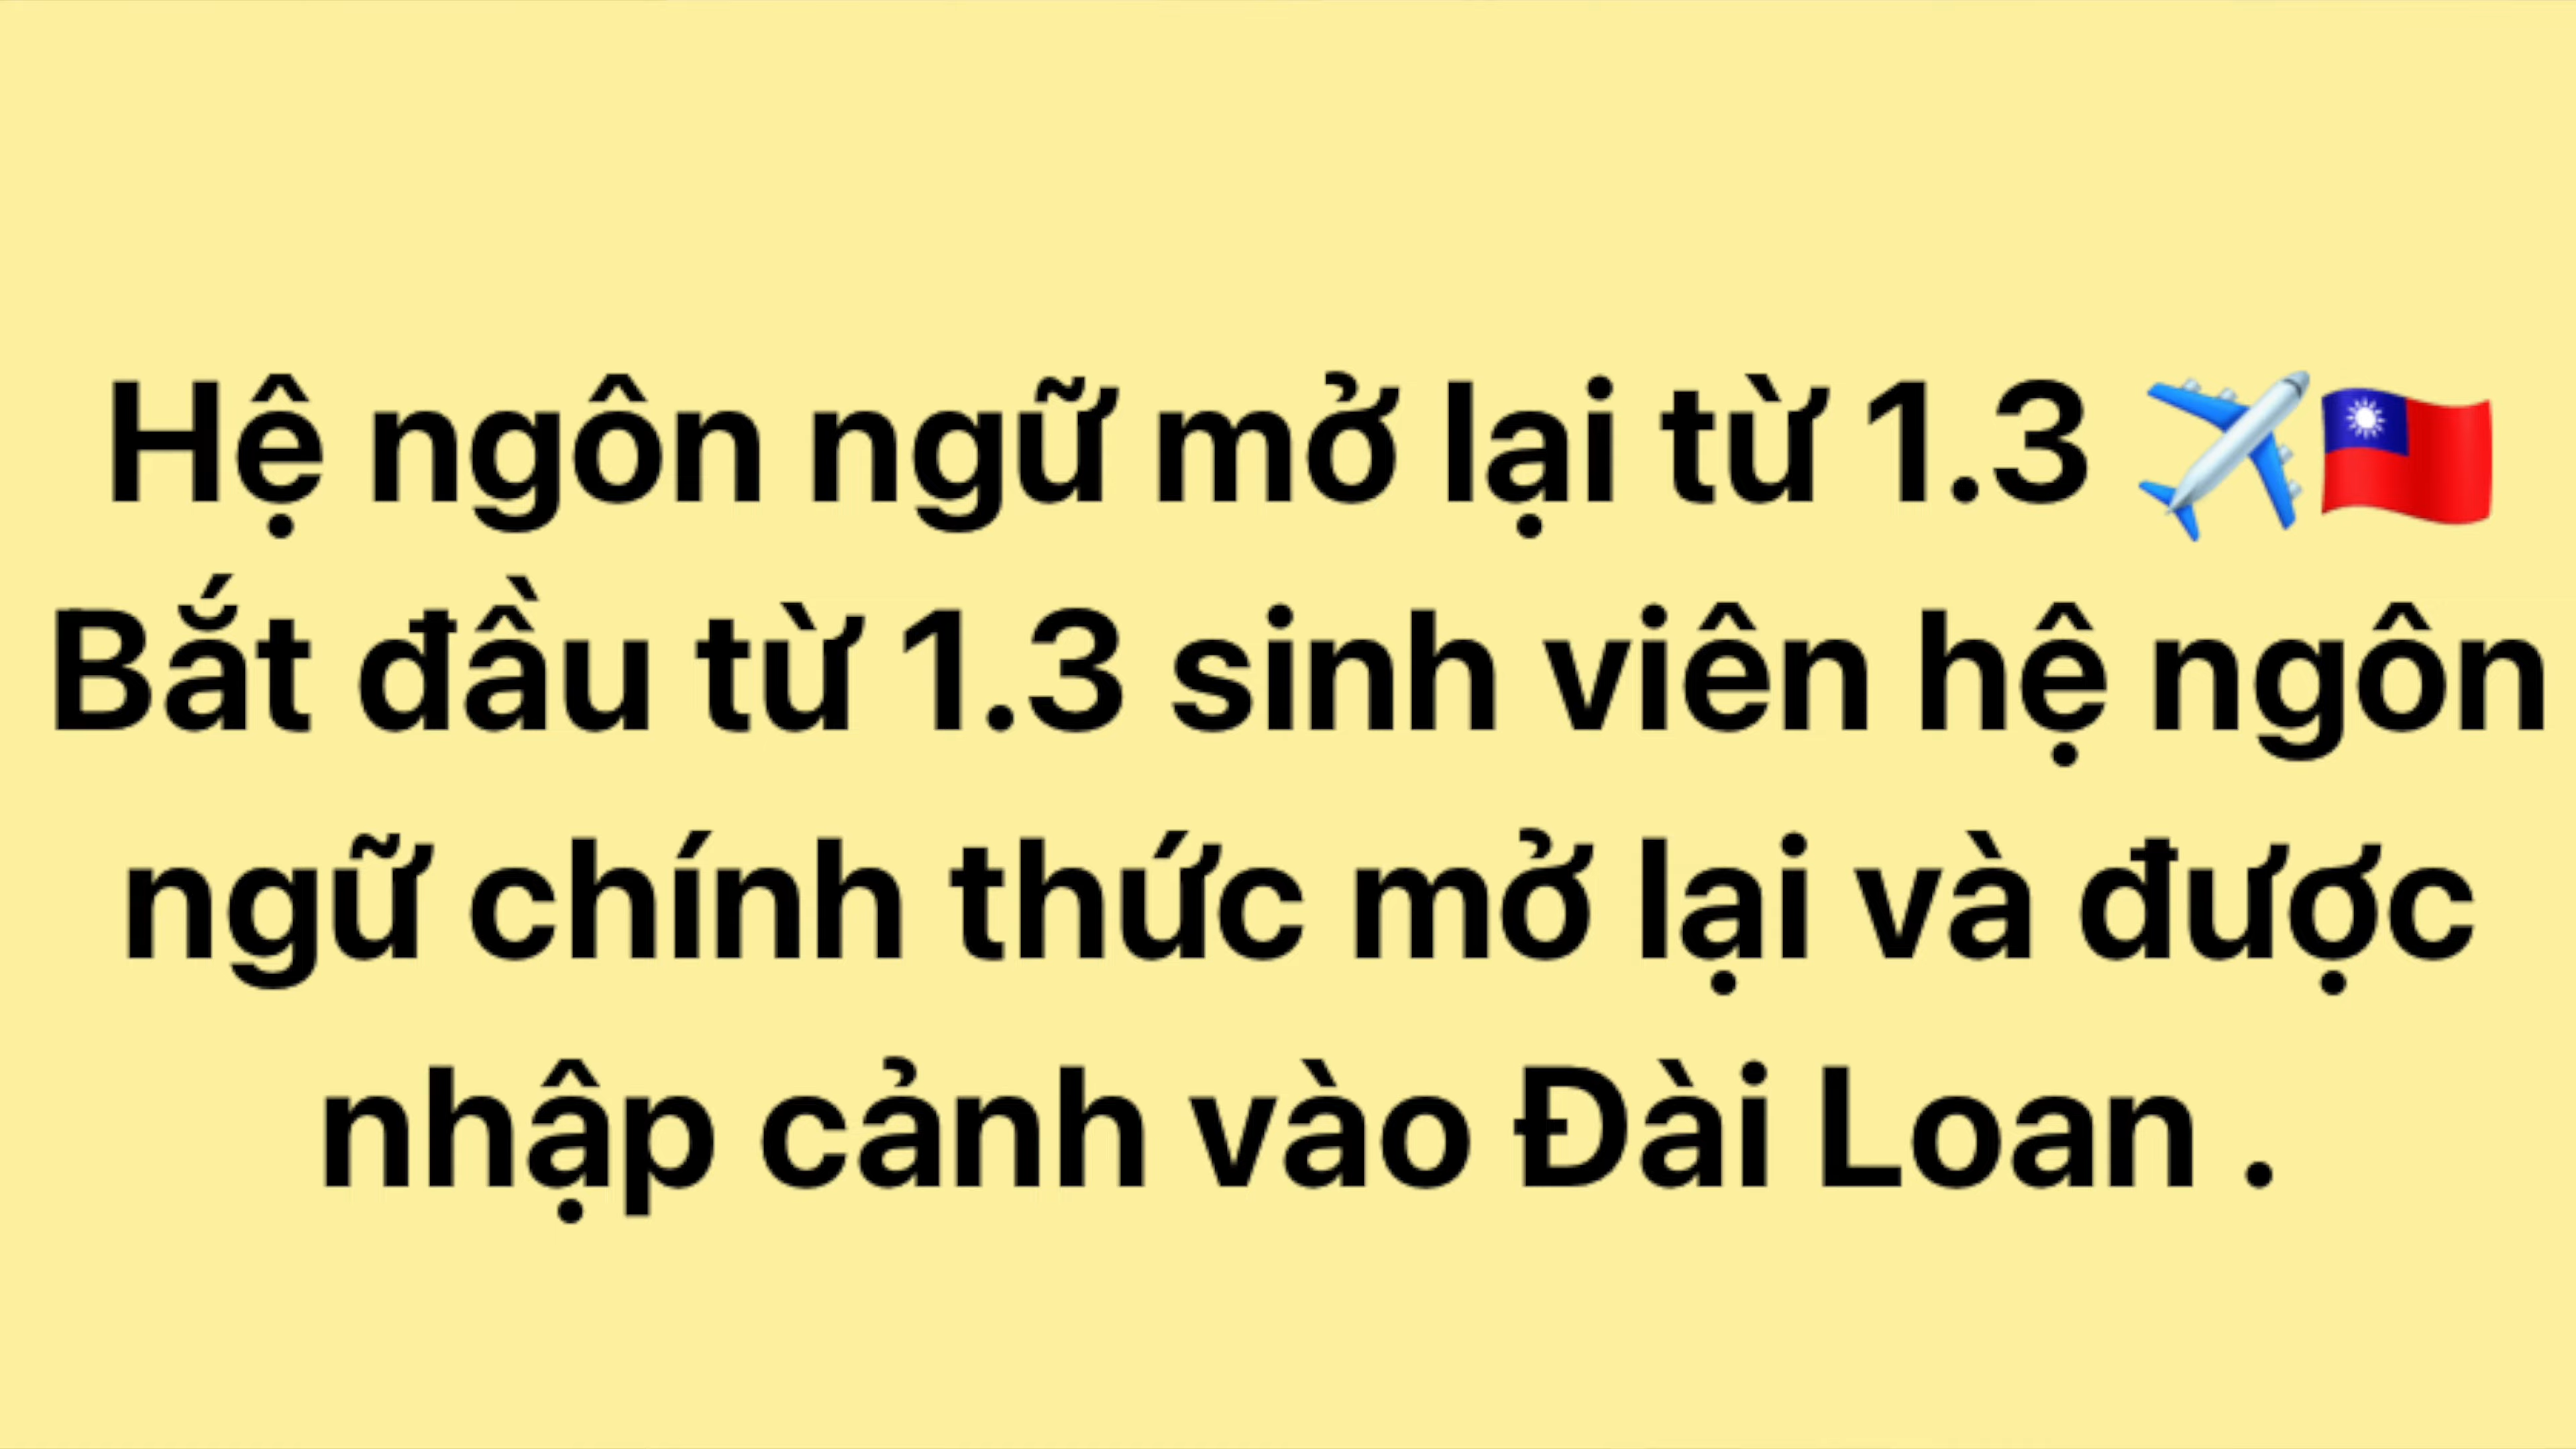 Hệ ngôn ngữ mở lại từ 1.3 ✈️🇹🇼
Bắt đầu từ 1.3 sinh viên hệ ngôn
ngữ chính thức mở lại và được
nhập cảnh vào Đài Loan .